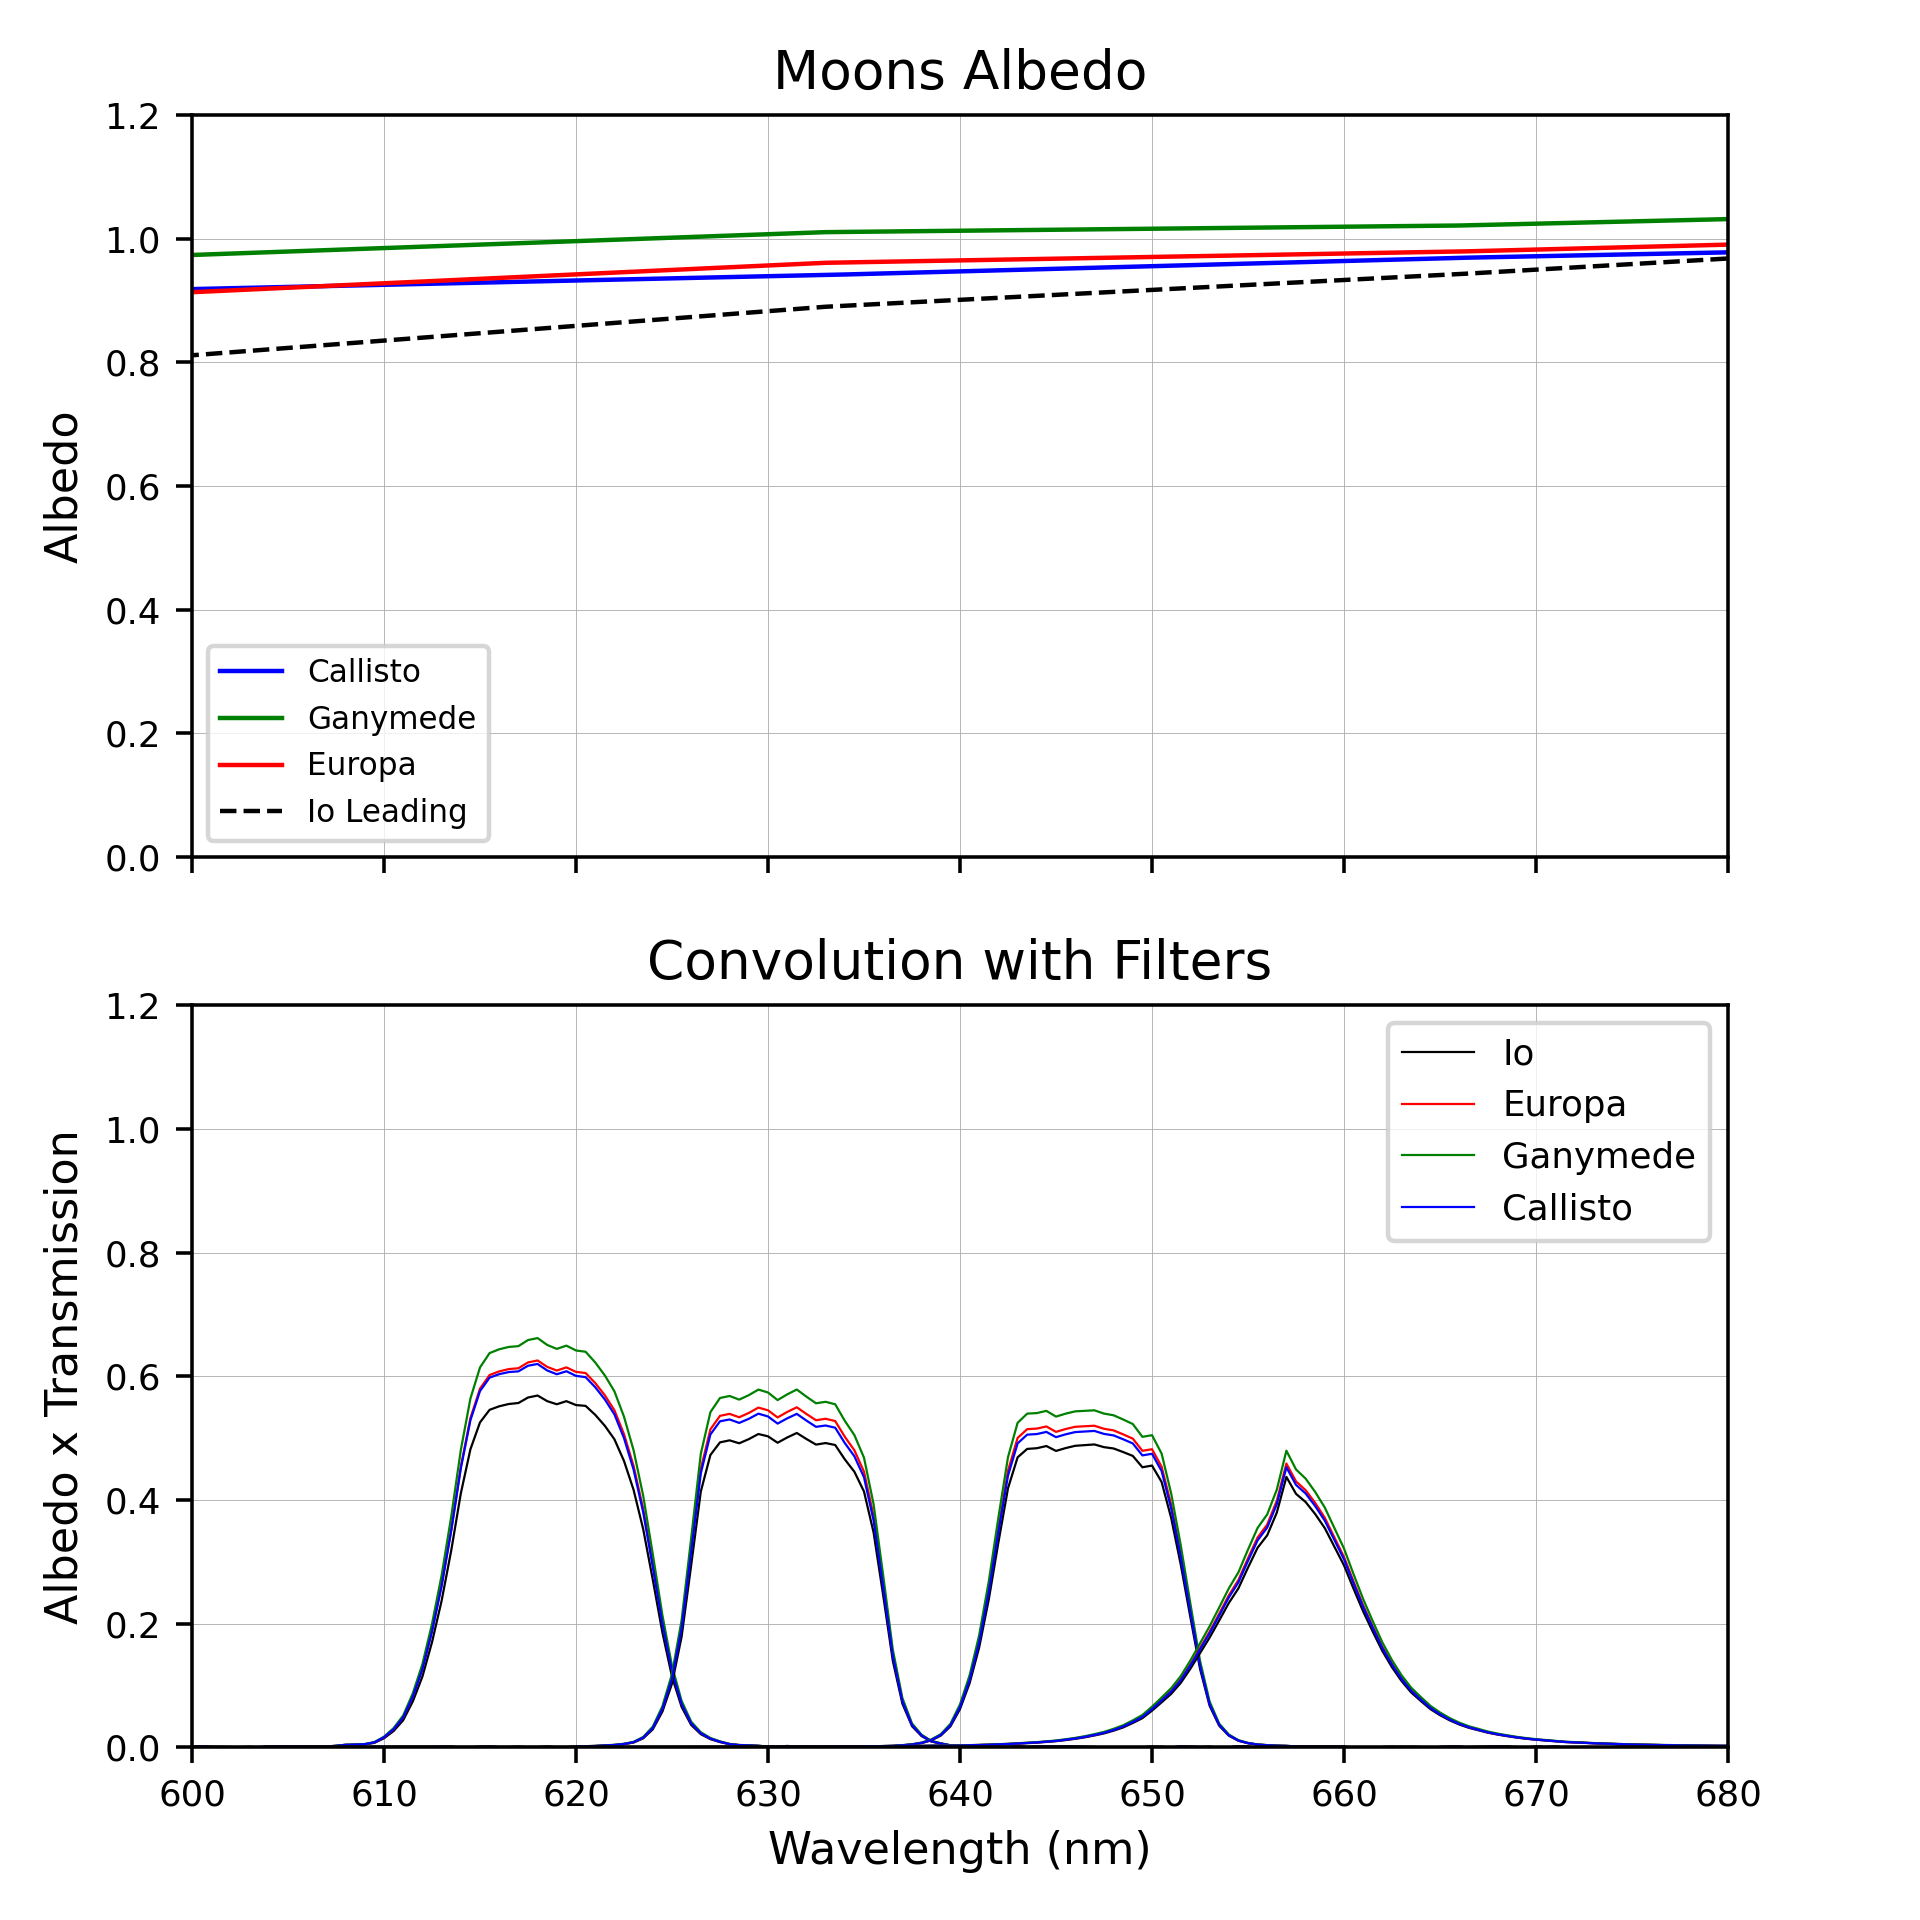 Moons Albedo
1.2
1.0
0.8
0.6
0.4
0.2
0.0
Albedo
Callisto
Ganymede
Europa
Io Leading
Convolution with Filters
1.2
1.0
0.8
0.6
0.4
0.2
0.0
Albedo x Transmission
Io
Europa
Ganymede
Callisto
600 610 620 630 640 650 660 670 680
Wavelength (nm)